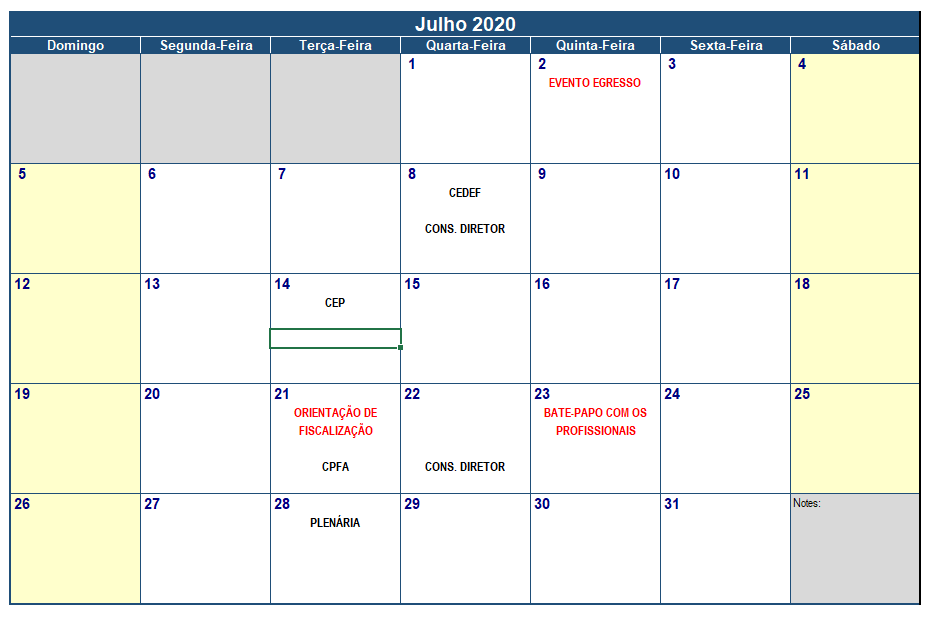 Julho 2020
Domingo Segunda-Feira Terça-Feira Quarta-Feira Quinta-Feira Sexta-Feira Sábado
1 2 3 4
EVENTO EGRESSO
5 6 7 8 9 10 11
CEDEF
CONS. DIRETOR
12 13 14 15 16 17 18
CEP
19 20 21 22 23 24 25
ORIENTAÇÃO DE BATE-PAPO COM OS
FISCALIZAÇÃO PROFISSIONAIS
CPFA CONS. DIRETOR
26 27 28 29 30 31 Notes:
PLENÁRIA